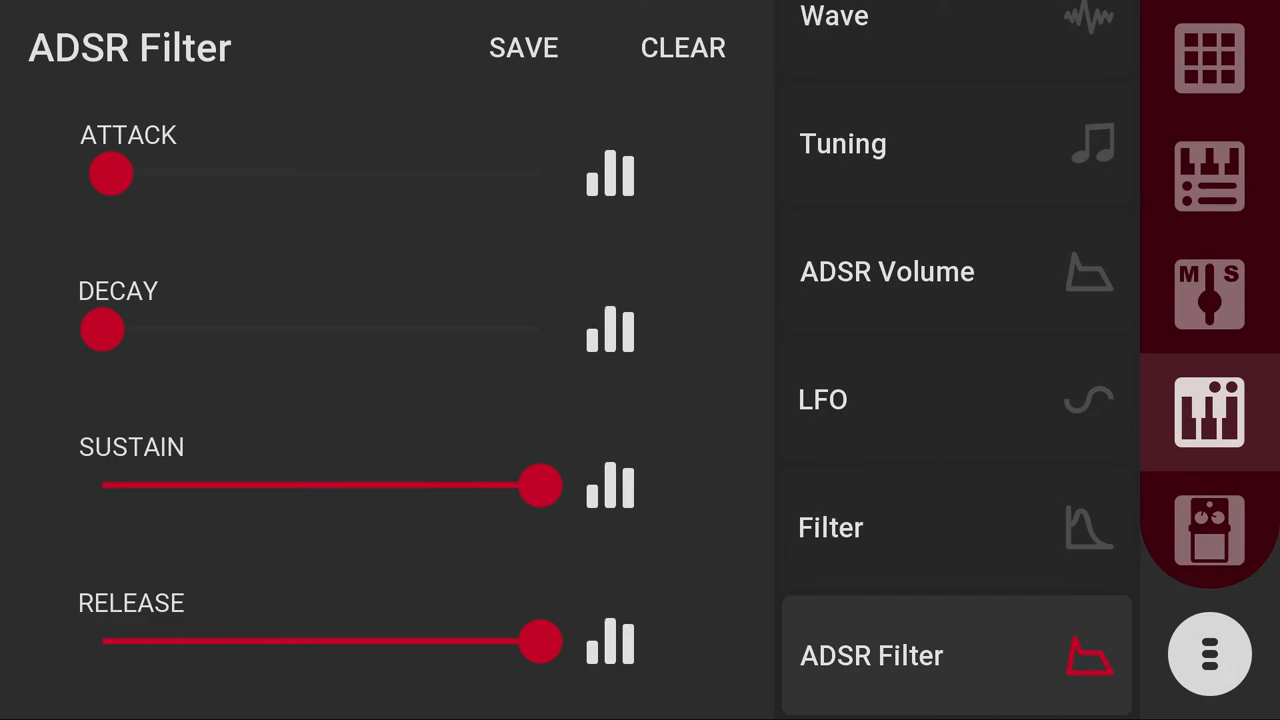 ADSR Filter
SAVE
CLEAR
ATTACK
DECAY
SUSTAIN
RELEASE
Wave
Tuning
ADSR Volume
LFO
Filter
ADSR Filter
M S